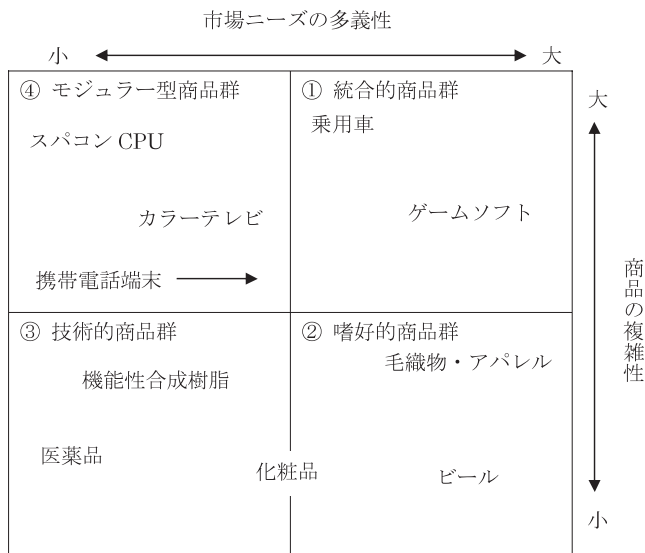 市場ニーズの多義性
小
大
④ モジュラー型商品群
スパコン CPU
カラーテレビ
携帯電話端末
① 統合的商品群
乗用車
ゲームソフト
③ 技術的商品群
機能性合成樹脂
医薬品
化粧品
② 嗜好的商品群
毛織物・アパレル
ビール
大
商品の複雑性
小